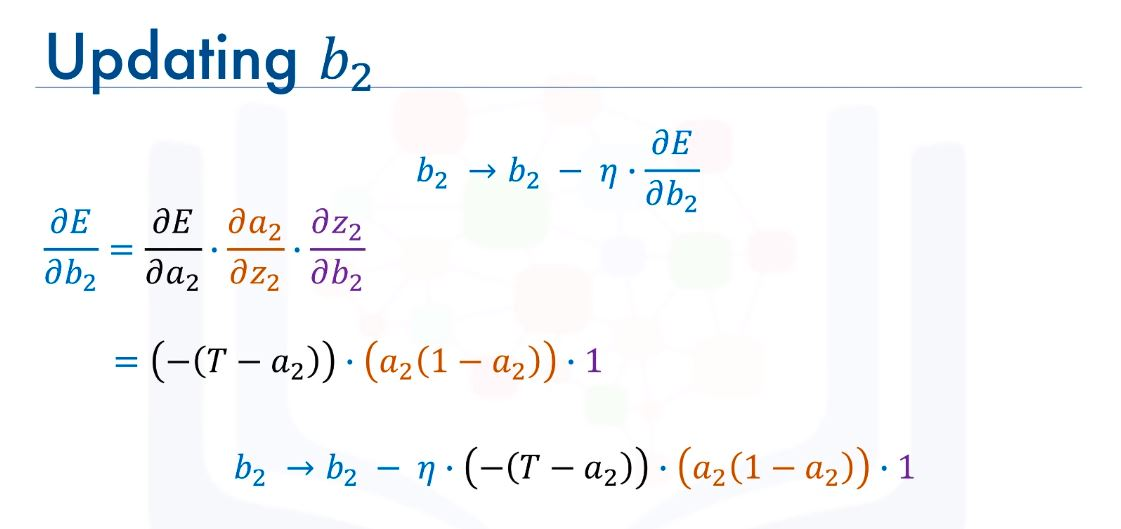 Updating b₂
b₂ → b₂ − η · ∂E/∂b₂
∂E/∂b₂ = ∂E/∂a₂ · ∂a₂/∂z₂ · ∂z₂/∂b₂
= (−(T − a₂)) · (a₂(1 − a₂)) · 1
b₂ → b₂ − η · (−(T − a₂)) · (a₂(1 − a₂)) · 1